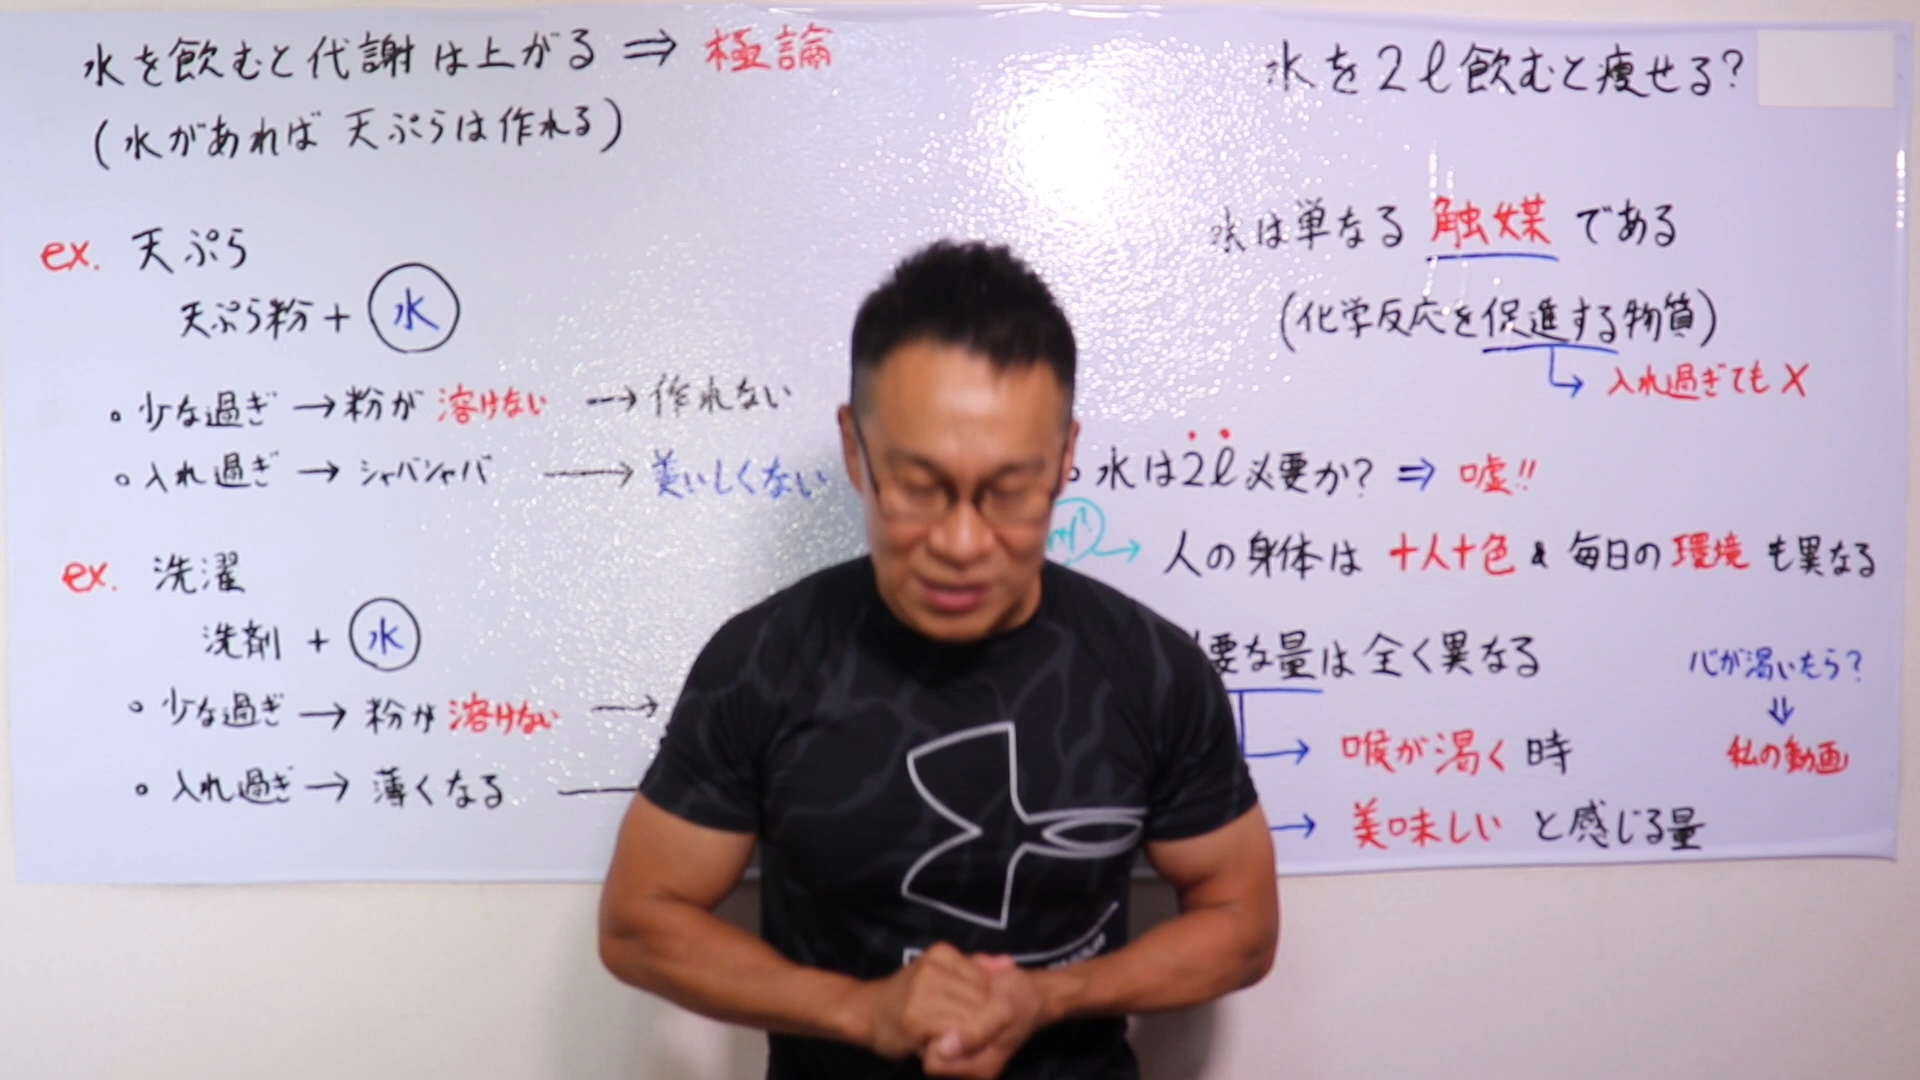 水を飲むと代謝は上がる ⇒ 極論
(水があれば 天ぷらは作れる)
ex. 天ぷら
天ぷら粉 + 水
。少な過ぎ → 粉が 溶けない → 作れない
。入れ過ぎ → シャバシャバ → 美いしくない
ex. 洗濯
洗剤 + 水
。少な過ぎ → 粉が 溶けない →
。入れ過ぎ → 薄くなる
水を2ℓ飲むと痩せる?
水は単なる 触媒 である
(化学反応を促進する物質)
入れ過ぎても X
。水は2ℓ必要か? ⇒ 嘘!!
→ 人の身体は 十人十色 & 毎日の 環境 も異なる
要な量は全く異なる
→ 喉が渇く 時
→ 美味しい と感じる量
心が渇いたら?
⇓
私の動画